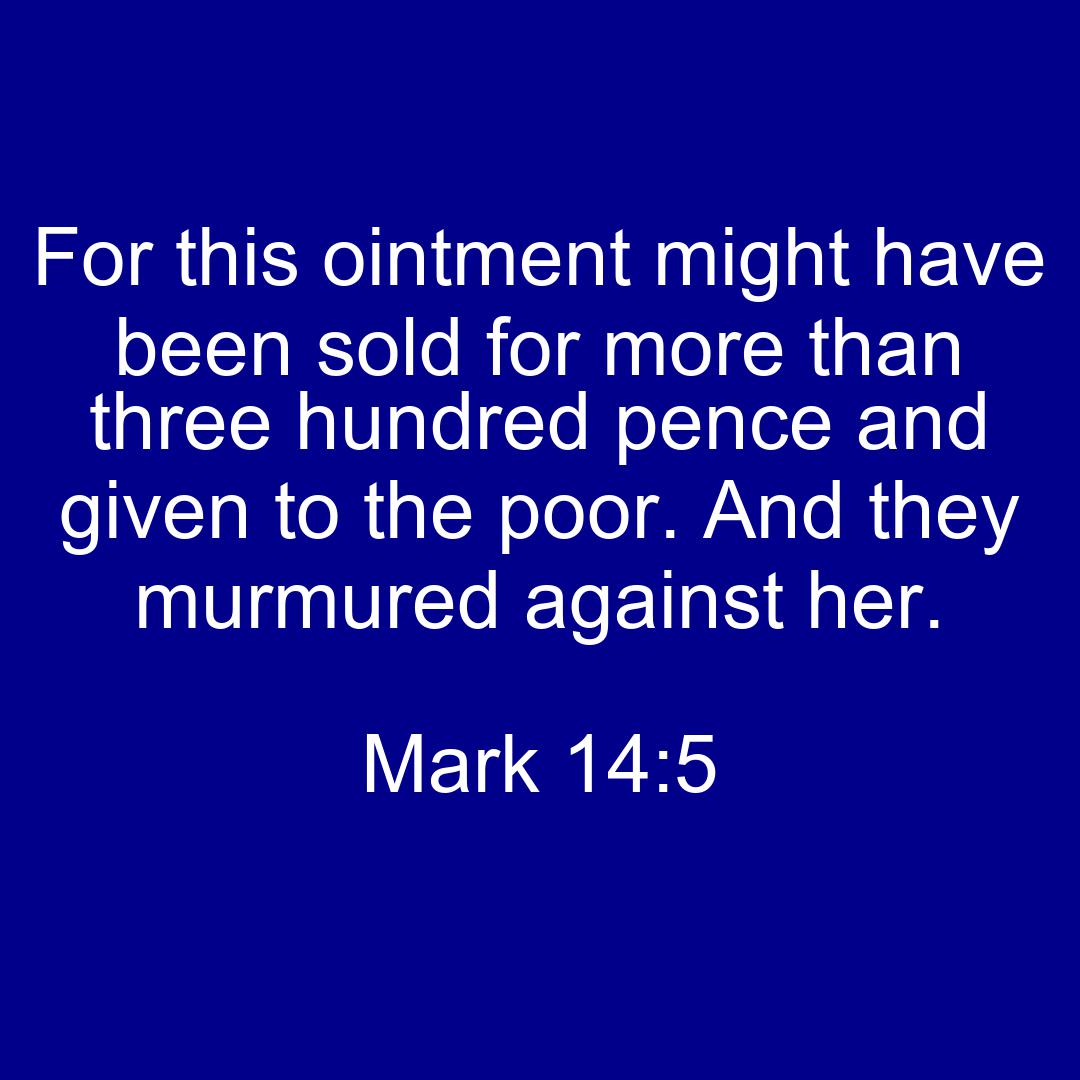 For this ointment might have
been sold for more than
three hundred pence and
given to the poor. And they
murmured against her.
Mark 14:5